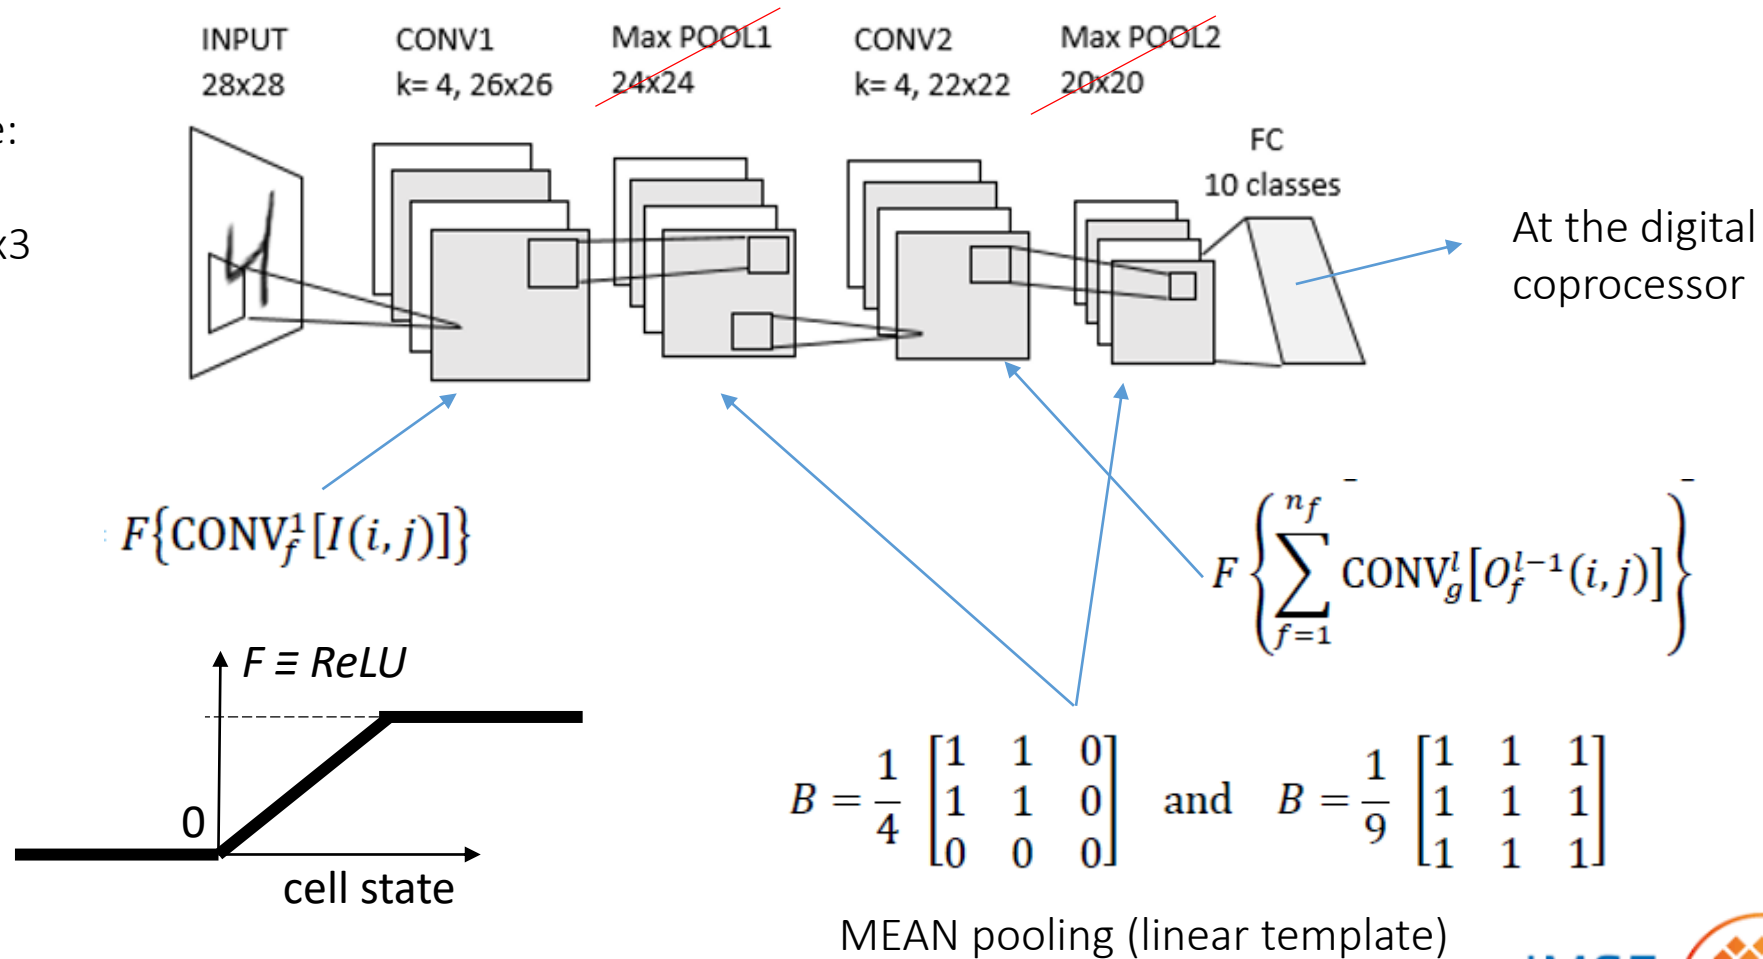 INPUT CONV1 Max POOL1 CONV2 Max POOL2
28x28 k= 4, 26x26 24x24 k= 4, 22x22 20x20
e:
x3
FC
10 classes
At the digital
coprocessor
F{CONV_f^1[I(i,j)]}
F{∑_{f=1}^{n_f} CONV_g^l[O_f^{l−1}(i,j)]}
F ≡ ReLU
0
cell state
B = 1/4 [1 1 0; 1 1 0; 0 0 0] and B = 1/9 [1 1 1; 1 1 1; 1 1 1]
MEAN pooling (linear template)